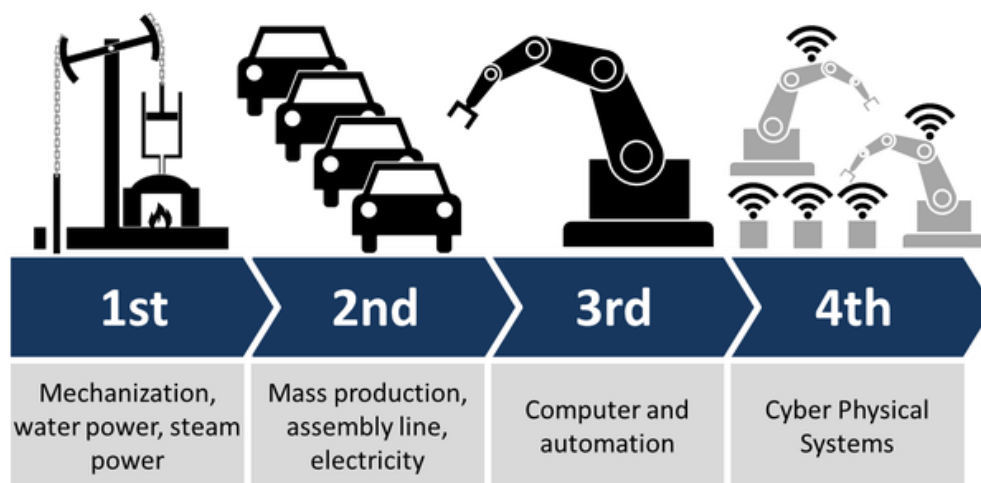 1st
2nd
3rd
4th
Mechanization,
water power, steam
power
Mass production,
assembly line,
electricity
Computer and
automation
Cyber Physical
Systems